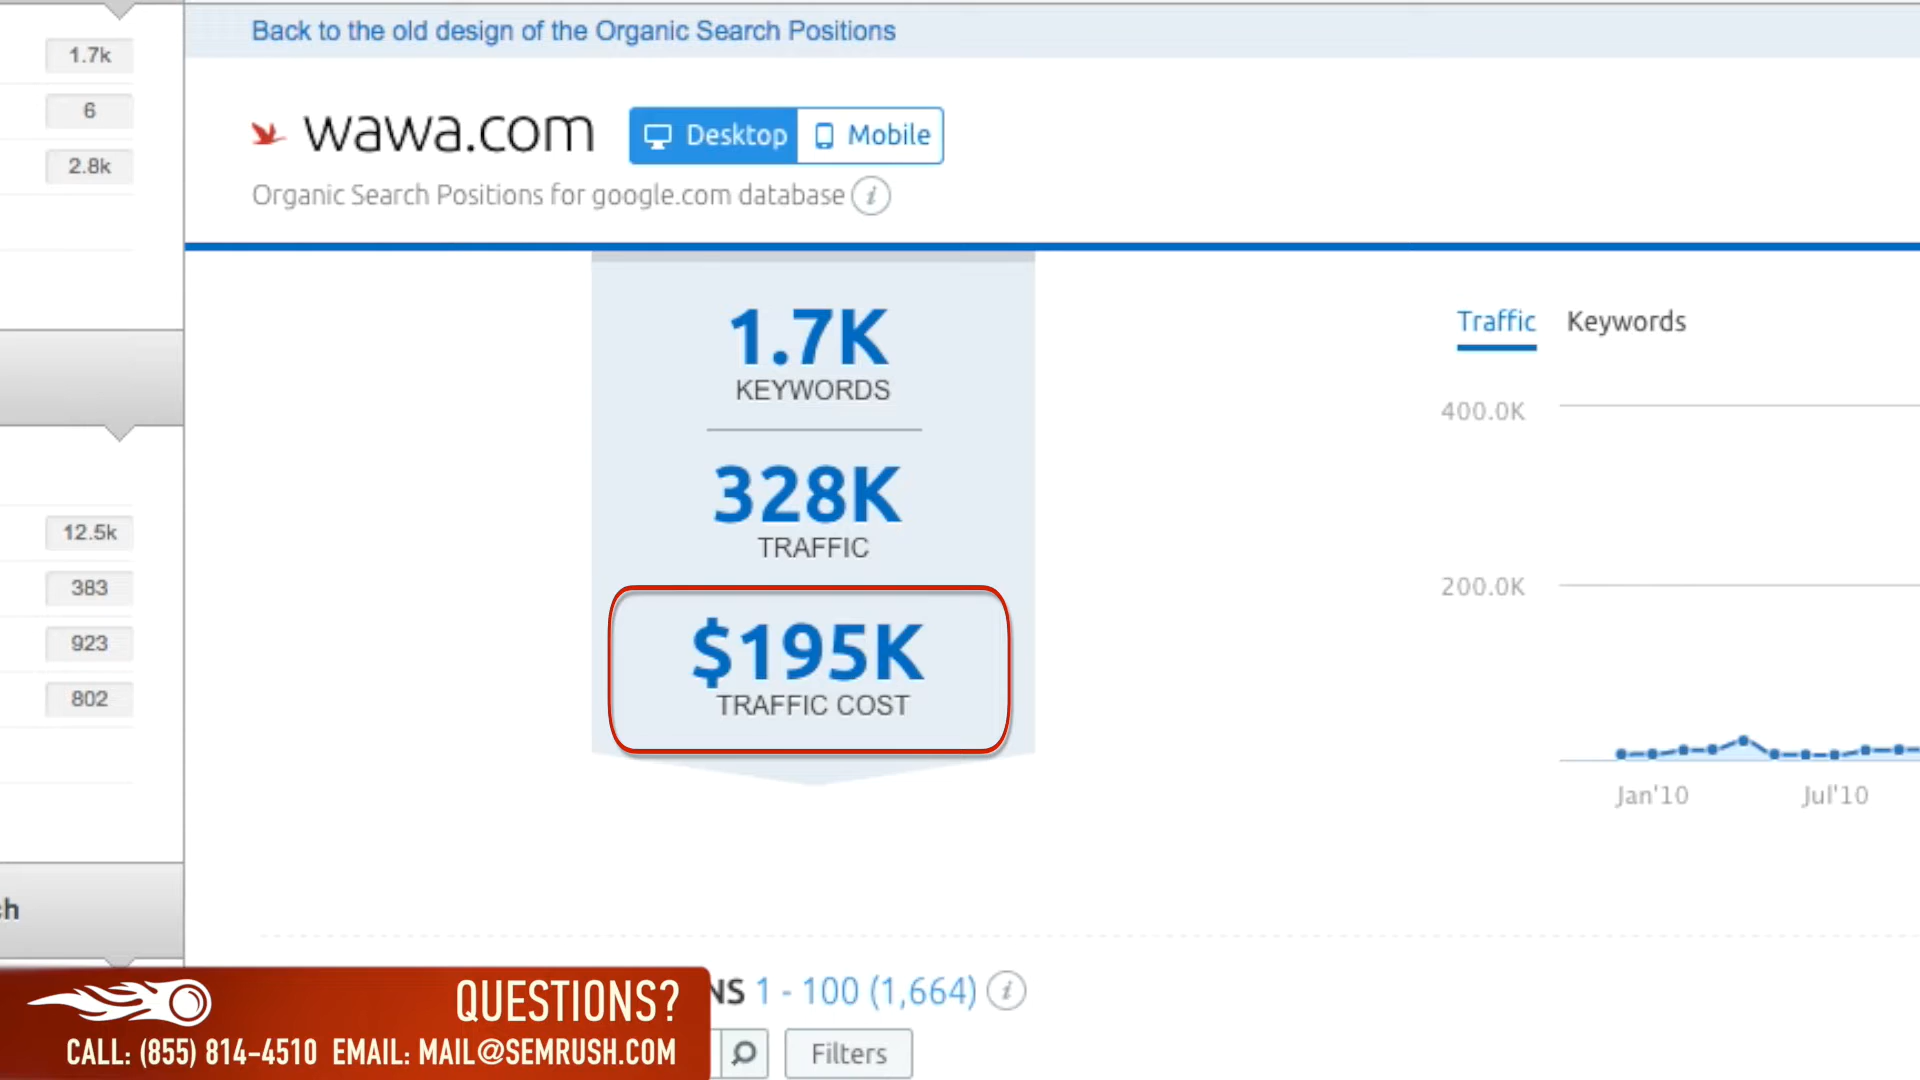 Back to the old design of the Organic Search Positions
1.7k
6
2.8k
wawa.com
Desktop
Mobile
Organic Search Positions for google.com database i
1.7K
KEYWORDS
328K
TRAFFIC
$195K
TRAFFIC COST
Traffic Keywords
400.0K
200.0K
Jan'10 Jul'10
12.5k
383
923
802
ch
NS 1 - 100 (1,664) i
Filters
QUESTIONS?
CALL: (855) 814-4510 EMAIL: MAIL@SEMRUSH.COM